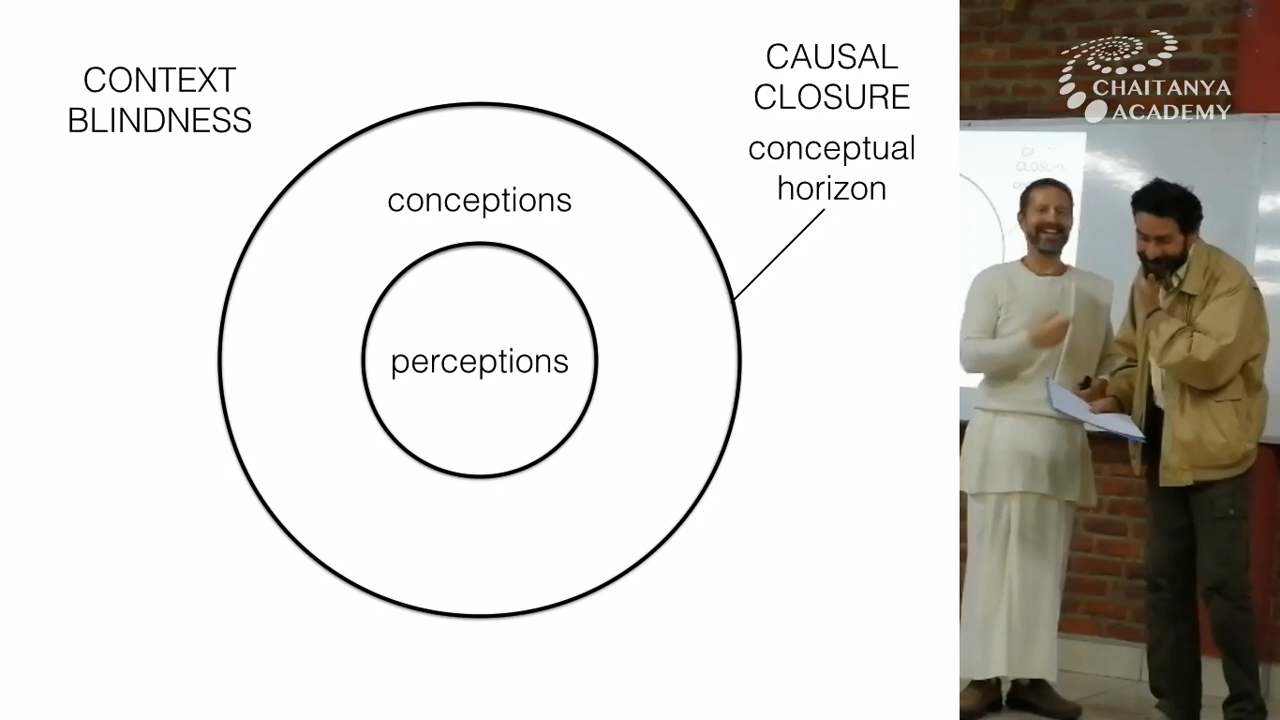 CONTEXT
BLINDNESS
CAUSAL
CLOSURE
conceptual
horizon
conceptions
perceptions
CHAITANYA
ACADEMY